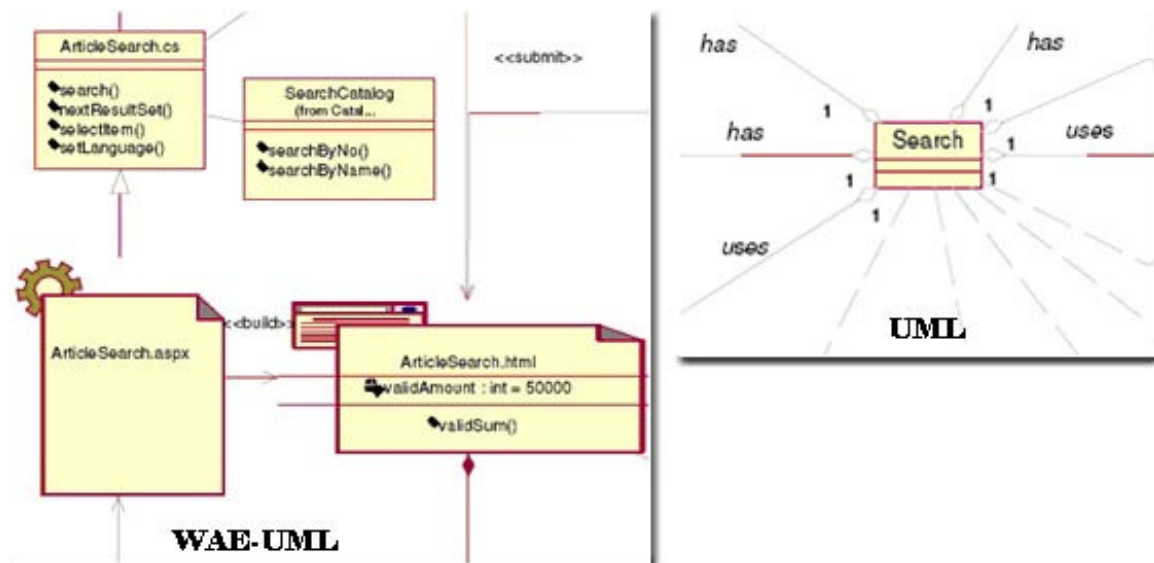 ArticleSearch.cs
search()
nextResultSet()
selectItem()
setLanguage()
SearchCatalog
(from Catal...
searchByNo()
searchByName()
<<submit>>
ArticleSearch.aspx
<<build>>
ArticleSearch.html
validAmount : int = 50000
validSum()
WAE-UML
has
has
1
1
has
Search
uses
1
1
1
1
uses
UML